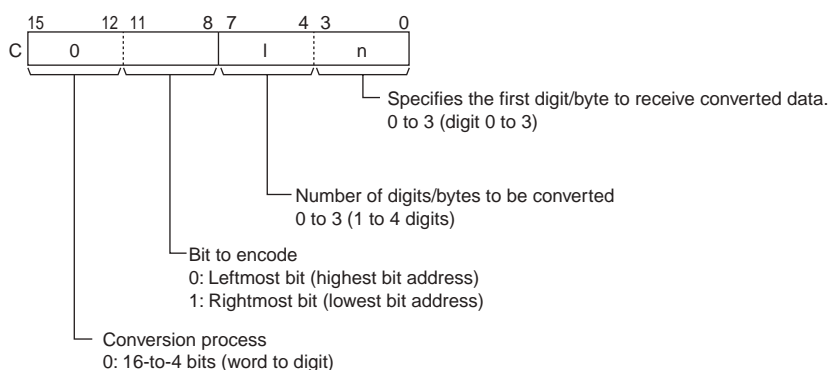 15 12 11 8 7 4 3 0
C 0 l n
Specifies the first digit/byte to receive converted data.
0 to 3 (digit 0 to 3)
Number of digits/bytes to be converted
0 to 3 (1 to 4 digits)
Bit to encode
0: Leftmost bit (highest bit address)
1: Rightmost bit (lowest bit address)
Conversion process
0: 16-to-4 bits (word to digit)